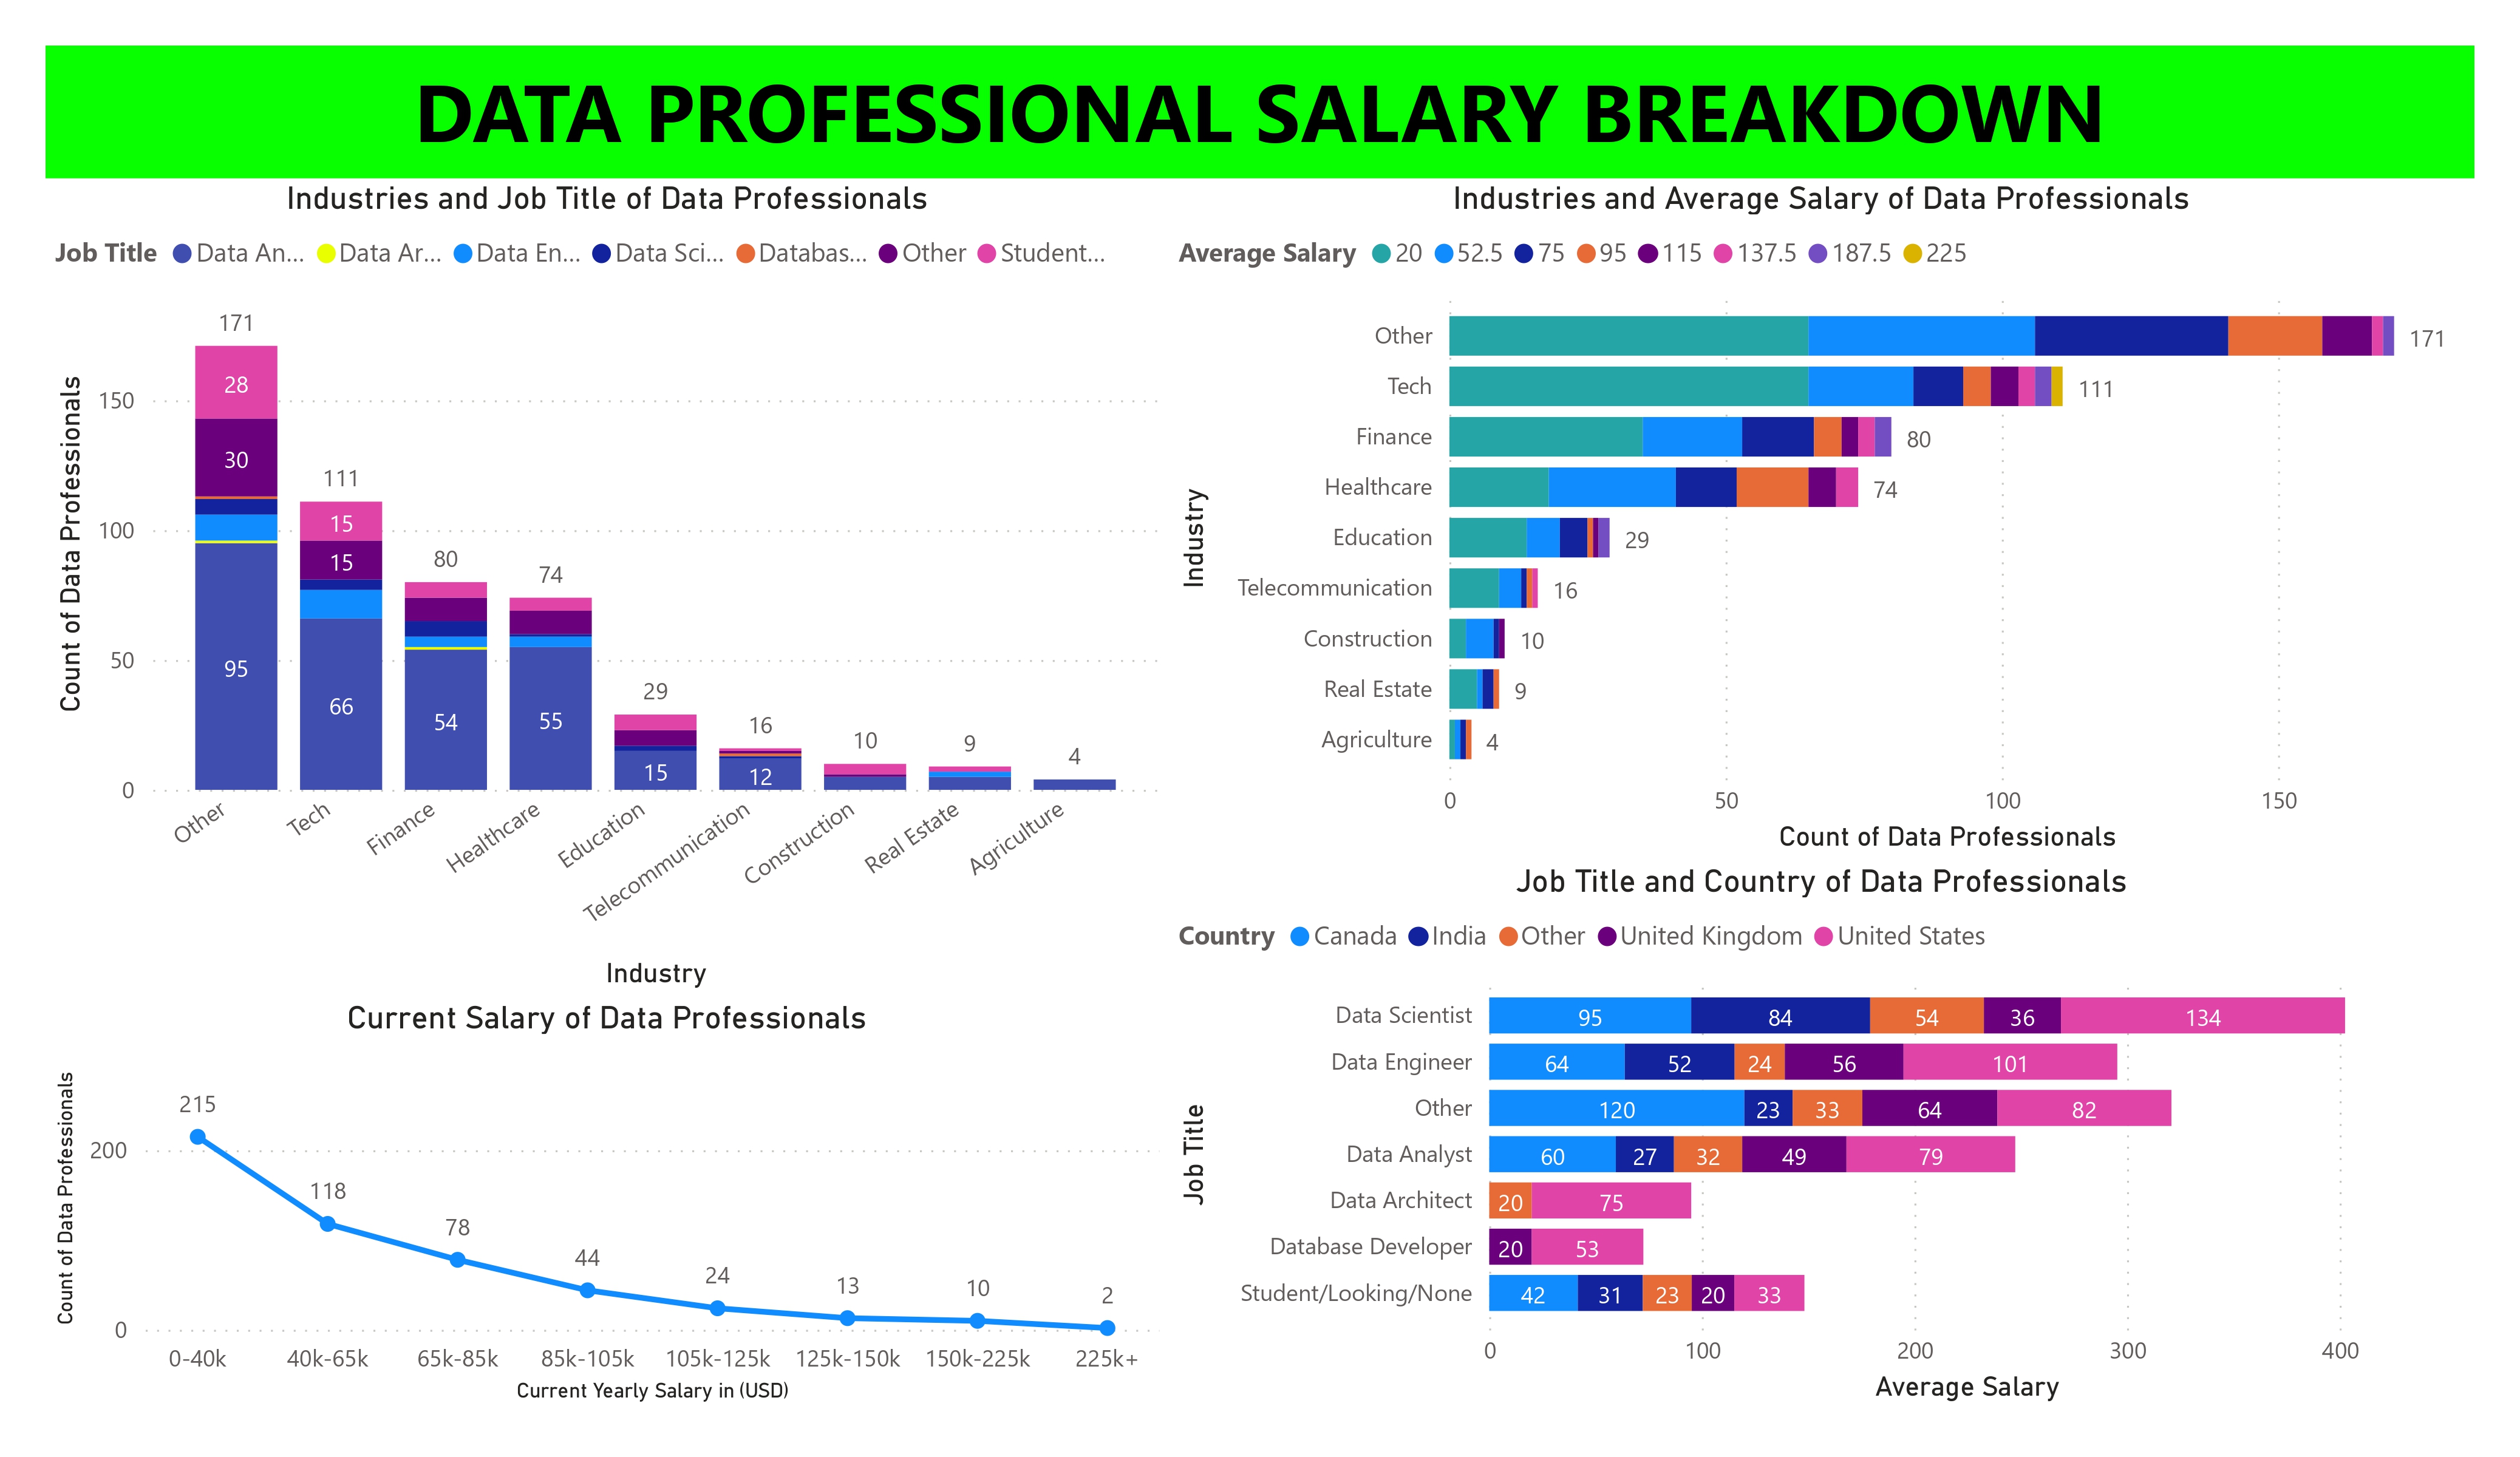 DATA PROFESSIONAL SALARY BREAKDOWN
Industries and Job Title of Data Professionals
Job Title Data An... Data Ar... Data En... Data Sci... Databas... Other Student...
Count of Data Professionals
150
100
50
0
171
28
30
95
111
15
15
66
80
54
74
55
29
15
16
12
10
9
4
Other
Tech
Finance
Healthcare
Education
Telecommunication
Construction
Real Estate
Agriculture
Industry
Industries and Average Salary of Data Professionals
Average Salary 20 52.5 75 95 115 137.5 187.5 225
Industry
Other 171
Tech 111
Finance 80
Healthcare 74
Education 29
Telecommunication 16
Construction 10
Real Estate 9
Agriculture 4
0 50 100 150
Count of Data Professionals
Current Salary of Data Professionals
Count of Data Professionals
200
0
215
118
78
44
24
13
10
2
0-40k 40k-65k 65k-85k 85k-105k 105k-125k 125k-150k 150k-225k 225k+
Current Yearly Salary in (USD)
Job Title and Country of Data Professionals
Country Canada India Other United Kingdom United States
Job Title
Data Scientist 95 84 54 36 134
Data Engineer 64 52 24 56 101
Other 120 23 33 64 82
Data Analyst 60 27 32 49 79
Data Architect 20 75
Database Developer 20 53
Student/Looking/None 42 31 23 20 33
0 100 200 300 400
Average Salary